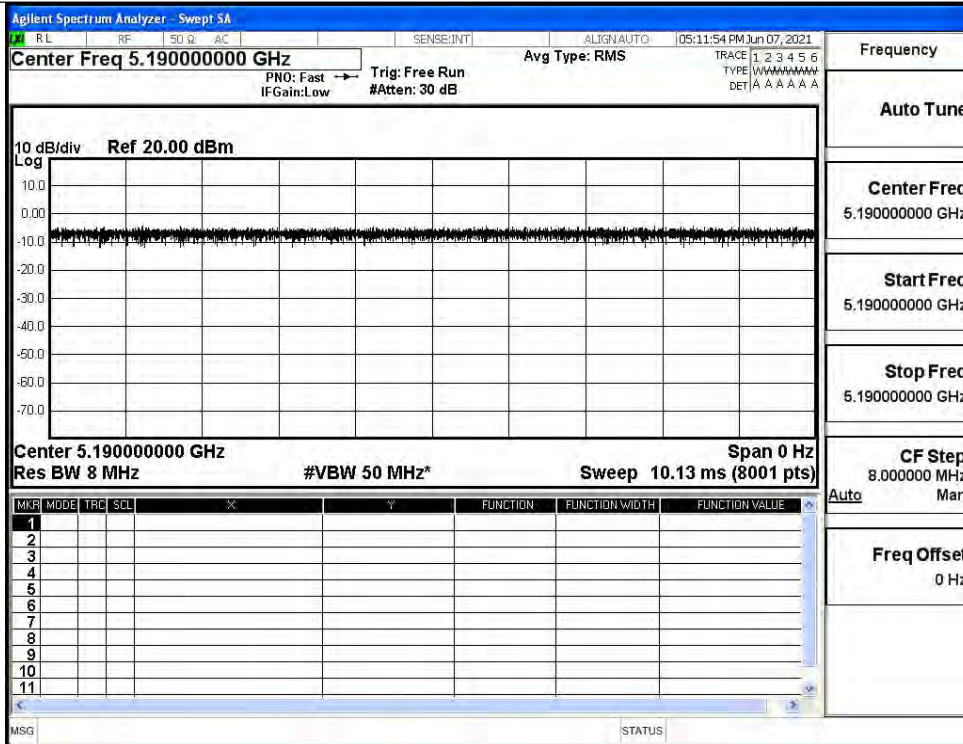 Agilent Spectrum Analyzer - Swept SA
LXI RL RF 50 Ω AC SENSE:INT ALIGNAUTO 05:11:54 PM Jun 07, 2021
Center Freq 5.190000000 GHz
PNO: Fast
IFGain:Low
Trig: Free Run
#Atten: 30 dB
Avg Type: RMS
TRACE 1 2 3 4 5 6
TYPE WWWWWW
DET A A A A A A
10 dB/div Ref 20.00 dBm
Log
10.0
0.00
-10.0
-20.0
-30.0
-40.0
-50.0
-60.0
-70.0
Center 5.190000000 GHz Span 0 Hz
Res BW 8 MHz #VBW 50 MHz* Sweep 10.13 ms (8001 pts)
MKR MODE TRC SCL X Y FUNCTION FUNCTION WIDTH FUNCTION VALUE
1
2
3
4
5
6
7
8
9
10
11
MSG STATUS
Frequency
Auto Tune
Center Freq
5.190000000 GHz
Start Freq
5.190000000 GHz
Stop Freq
5.190000000 GHz
CF Step
8.000000 MHz
Auto Man
Freq Offset
0 Hz